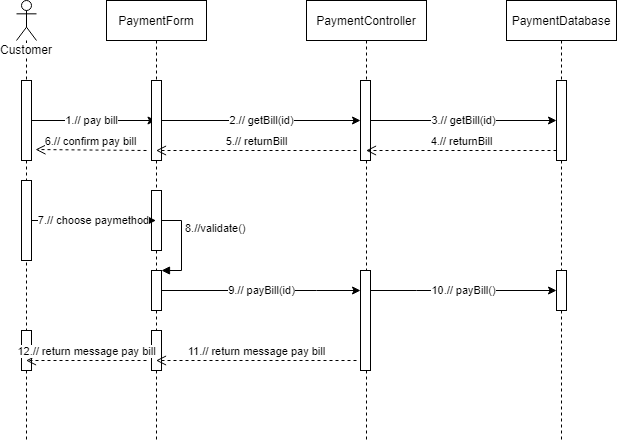 PaymentForm
PaymentController
PaymentDatabase
Customer
1.// pay bill
2.// getBill(id)
3.// getBill(id)
6.// confirm pay bill
5.// returnBill
4.// returnBill
7.// choose paymethod
8.//validate()
9.// payBill(id)
10.// payBill()
12.// return message pay bill
11.// return message pay bill